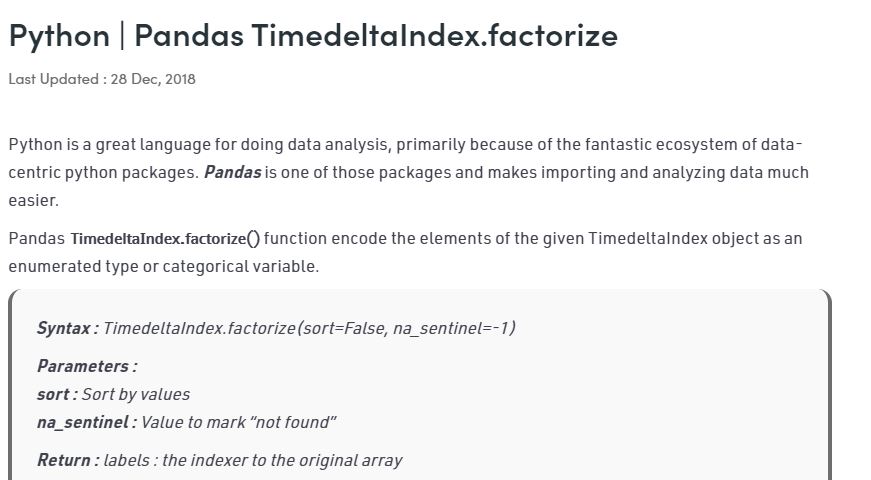 Python | Pandas TimedeltaIndex.factorize
Last Updated : 28 Dec, 2018
Python is a great language for doing data analysis, primarily because of the fantastic ecosystem of data-
centric python packages. Pandas is one of those packages and makes importing and analyzing data much
easier.
Pandas TimedeltaIndex.factorize() function encode the elements of the given TimedeltaIndex object as an
enumerated type or categorical variable.
Syntax : TimedeltaIndex.factorize(sort=False, na_sentinel=-1)
Parameters :
sort : Sort by values
na_sentinel : Value to mark “not found”
Return : labels : the indexer to the original array